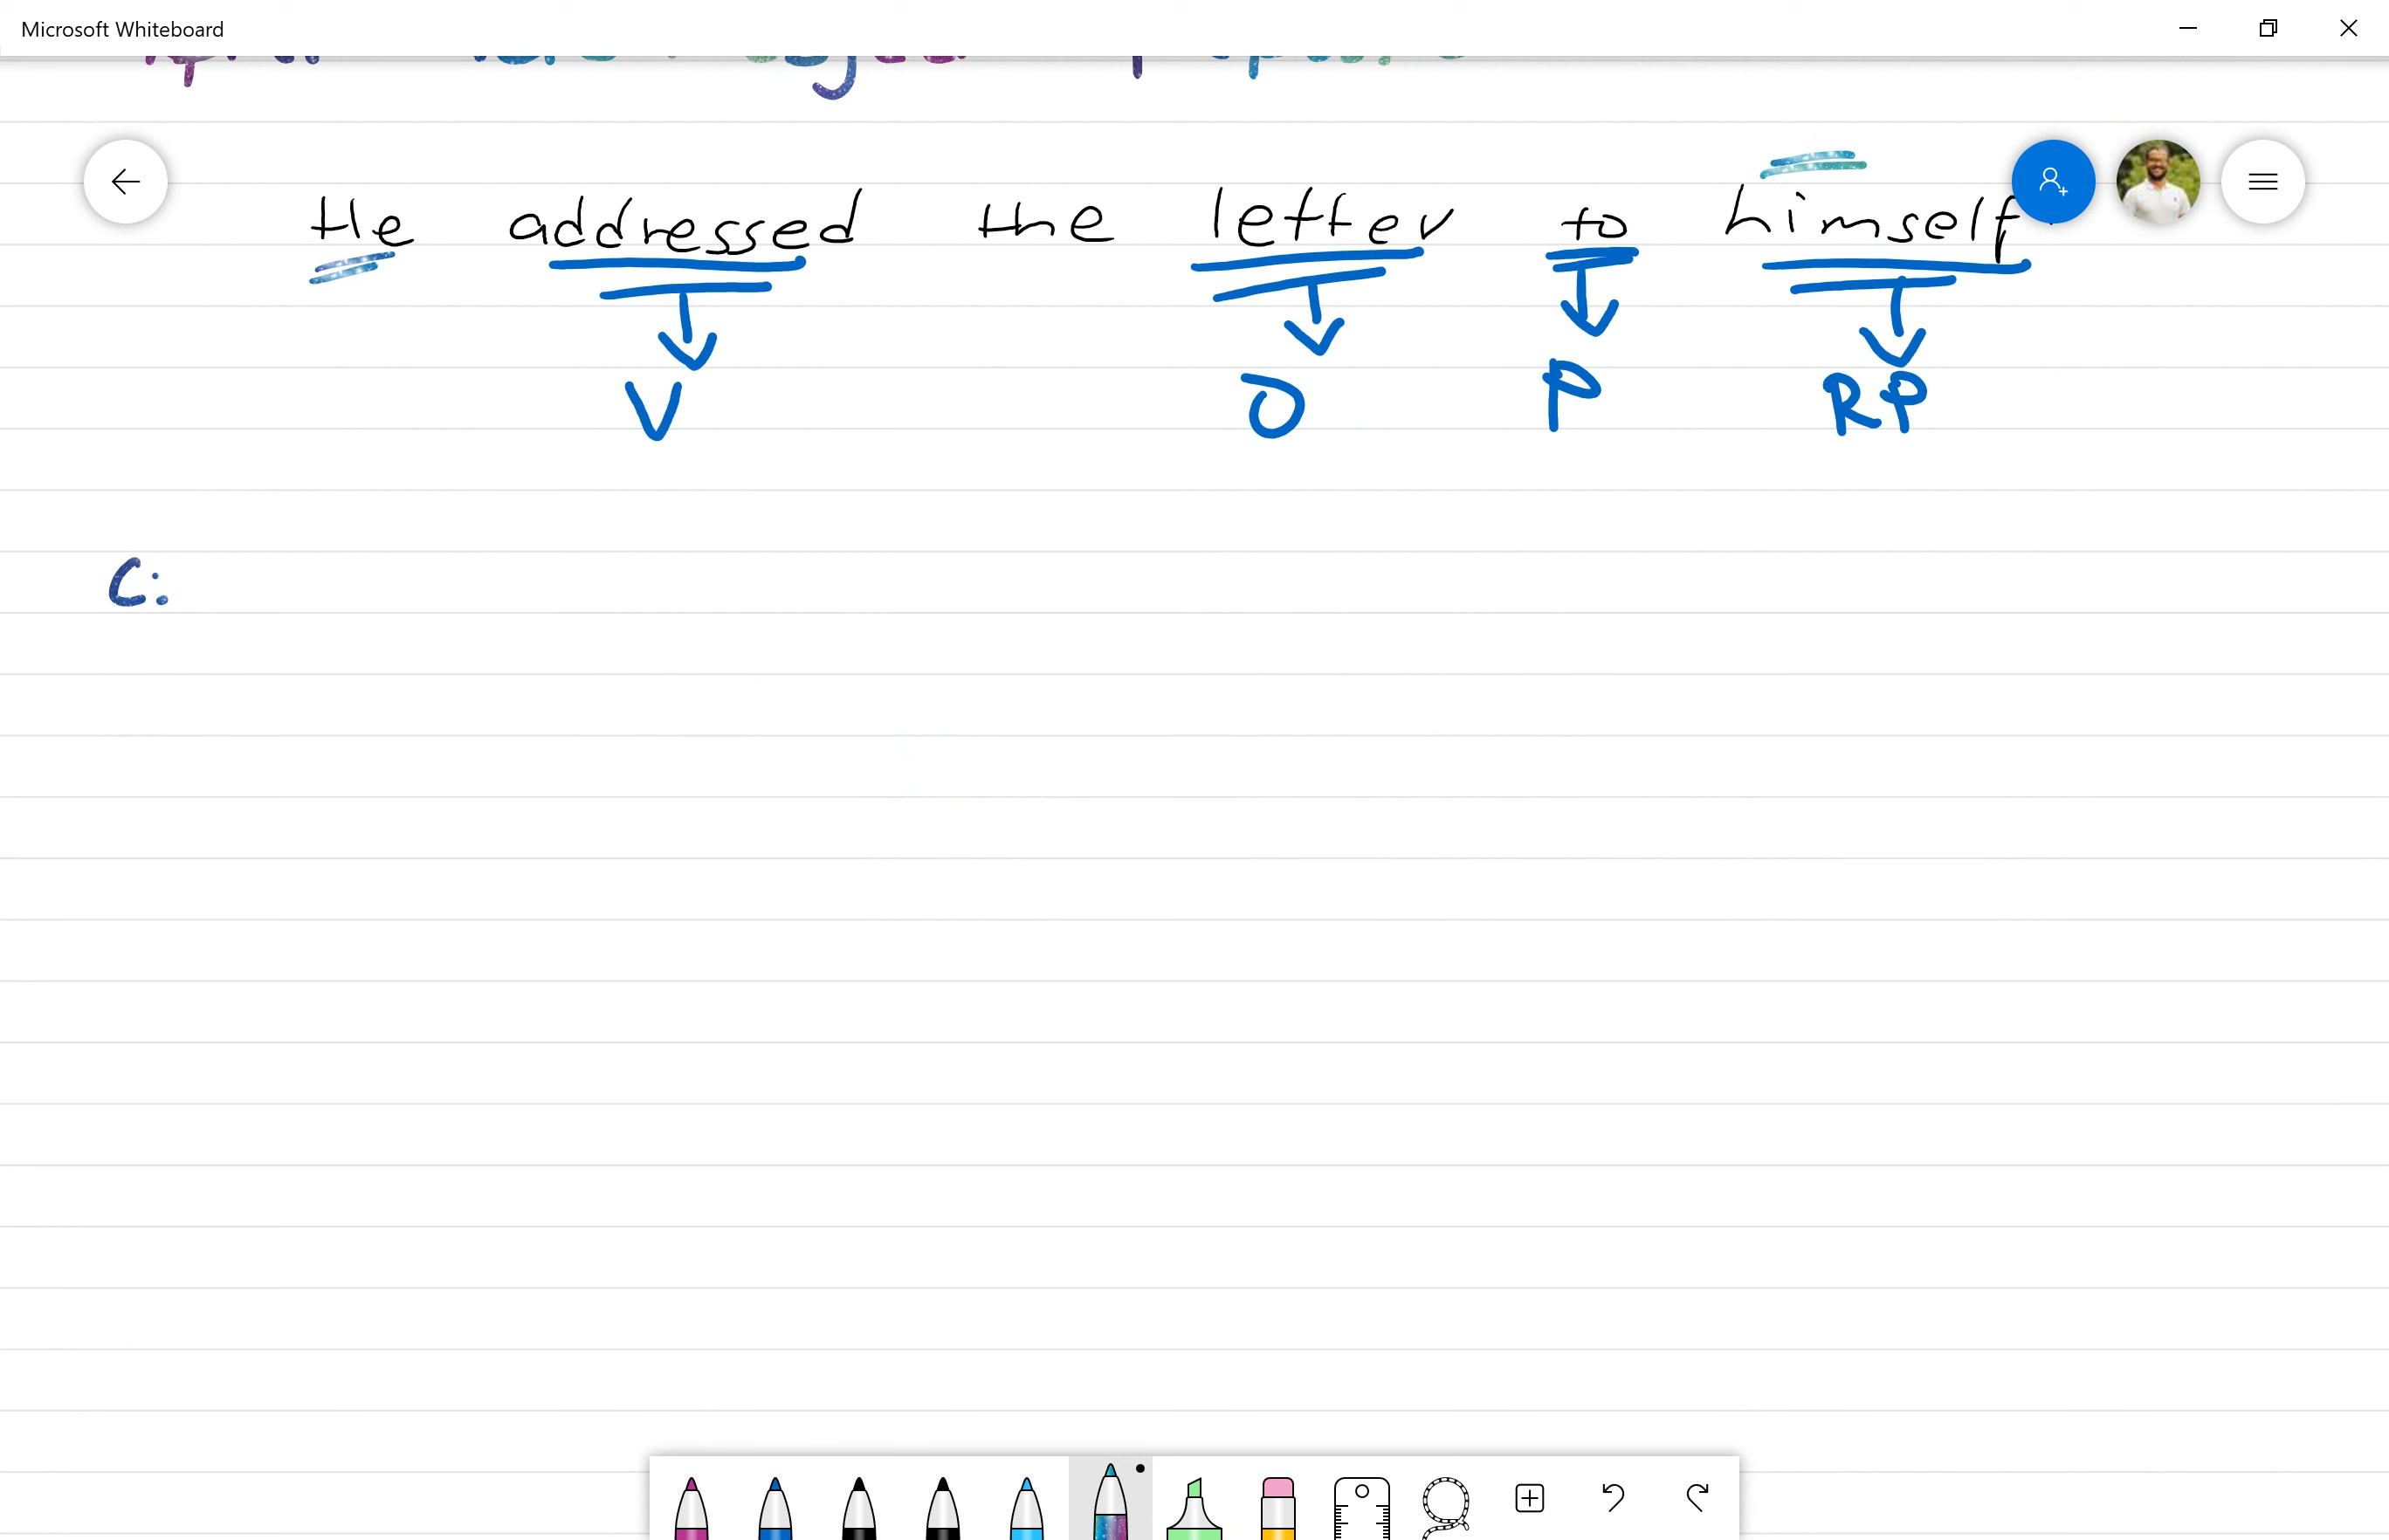 Microsoft Whiteboard
He addressed the letter to himself
V O P RP
C: